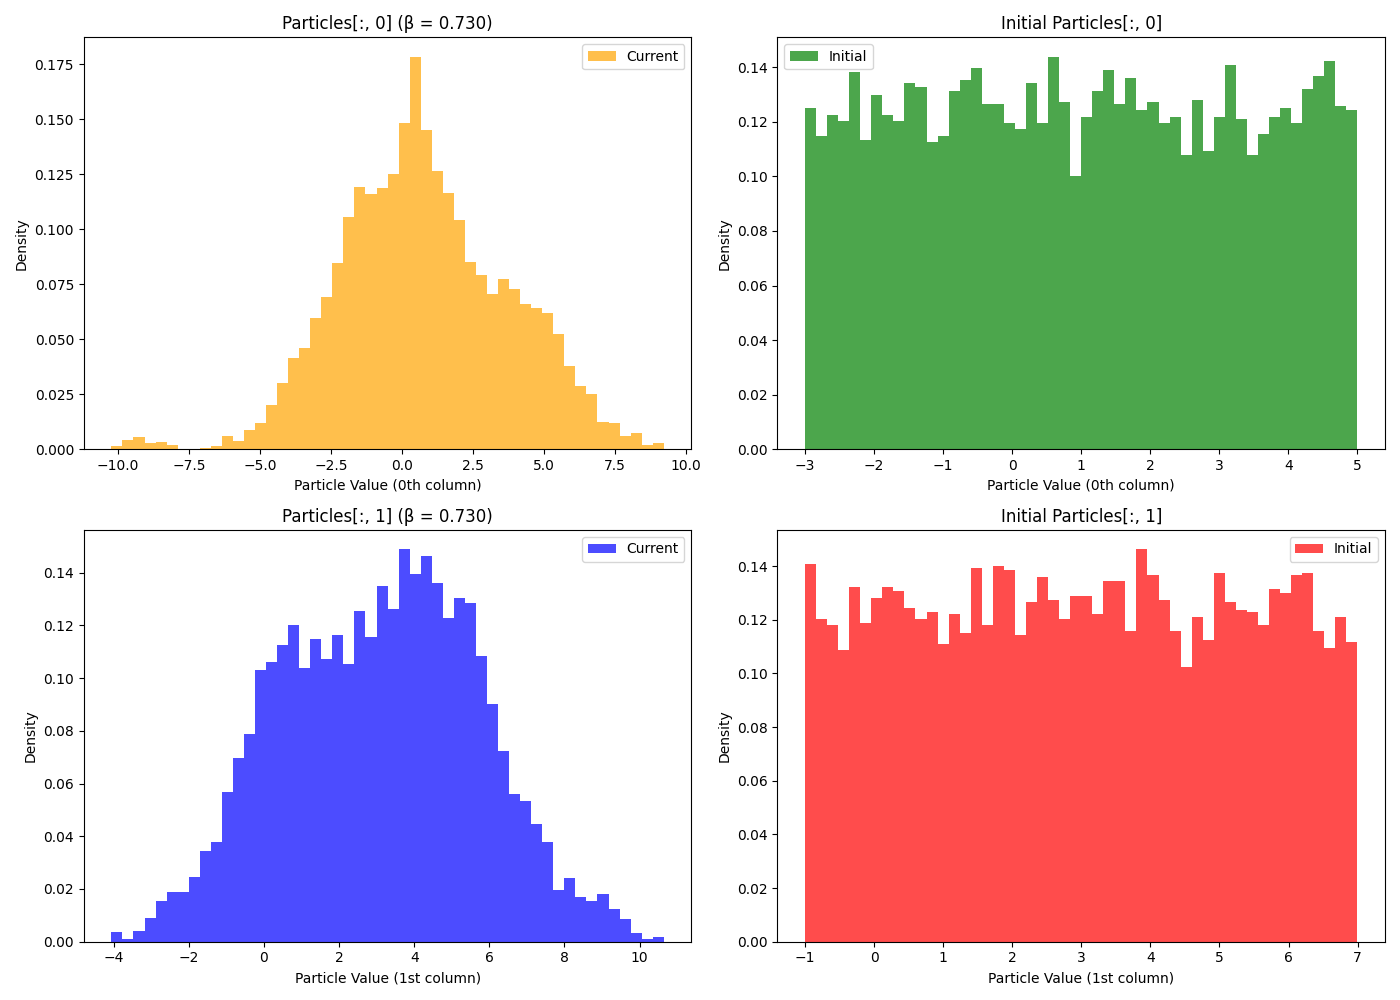 Particles[:, 0] (β = 0.730)
Current
0.175
0.150
0.125
0.100
0.075
0.050
0.025
0.000
Density
−10.0 −7.5 −5.0 −2.5 0.0 2.5 5.0 7.5 10.0
Particle Value (0th column)
Initial Particles[:, 0]
Initial
0.14
0.12
0.10
0.08
0.06
0.04
0.02
0.00
Density
−3 −2 −1 0 1 2 3 4 5
Particle Value (0th column)
Particles[:, 1] (β = 0.730)
Current
0.14
0.12
0.10
0.08
0.06
0.04
0.02
0.00
Density
−4 −2 0 2 4 6 8 10
Particle Value (1st column)
Initial Particles[:, 1]
Initial
0.14
0.12
0.10
0.08
0.06
0.04
0.02
0.00
Density
−1 0 1 2 3 4 5 6 7
Particle Value (1st column)